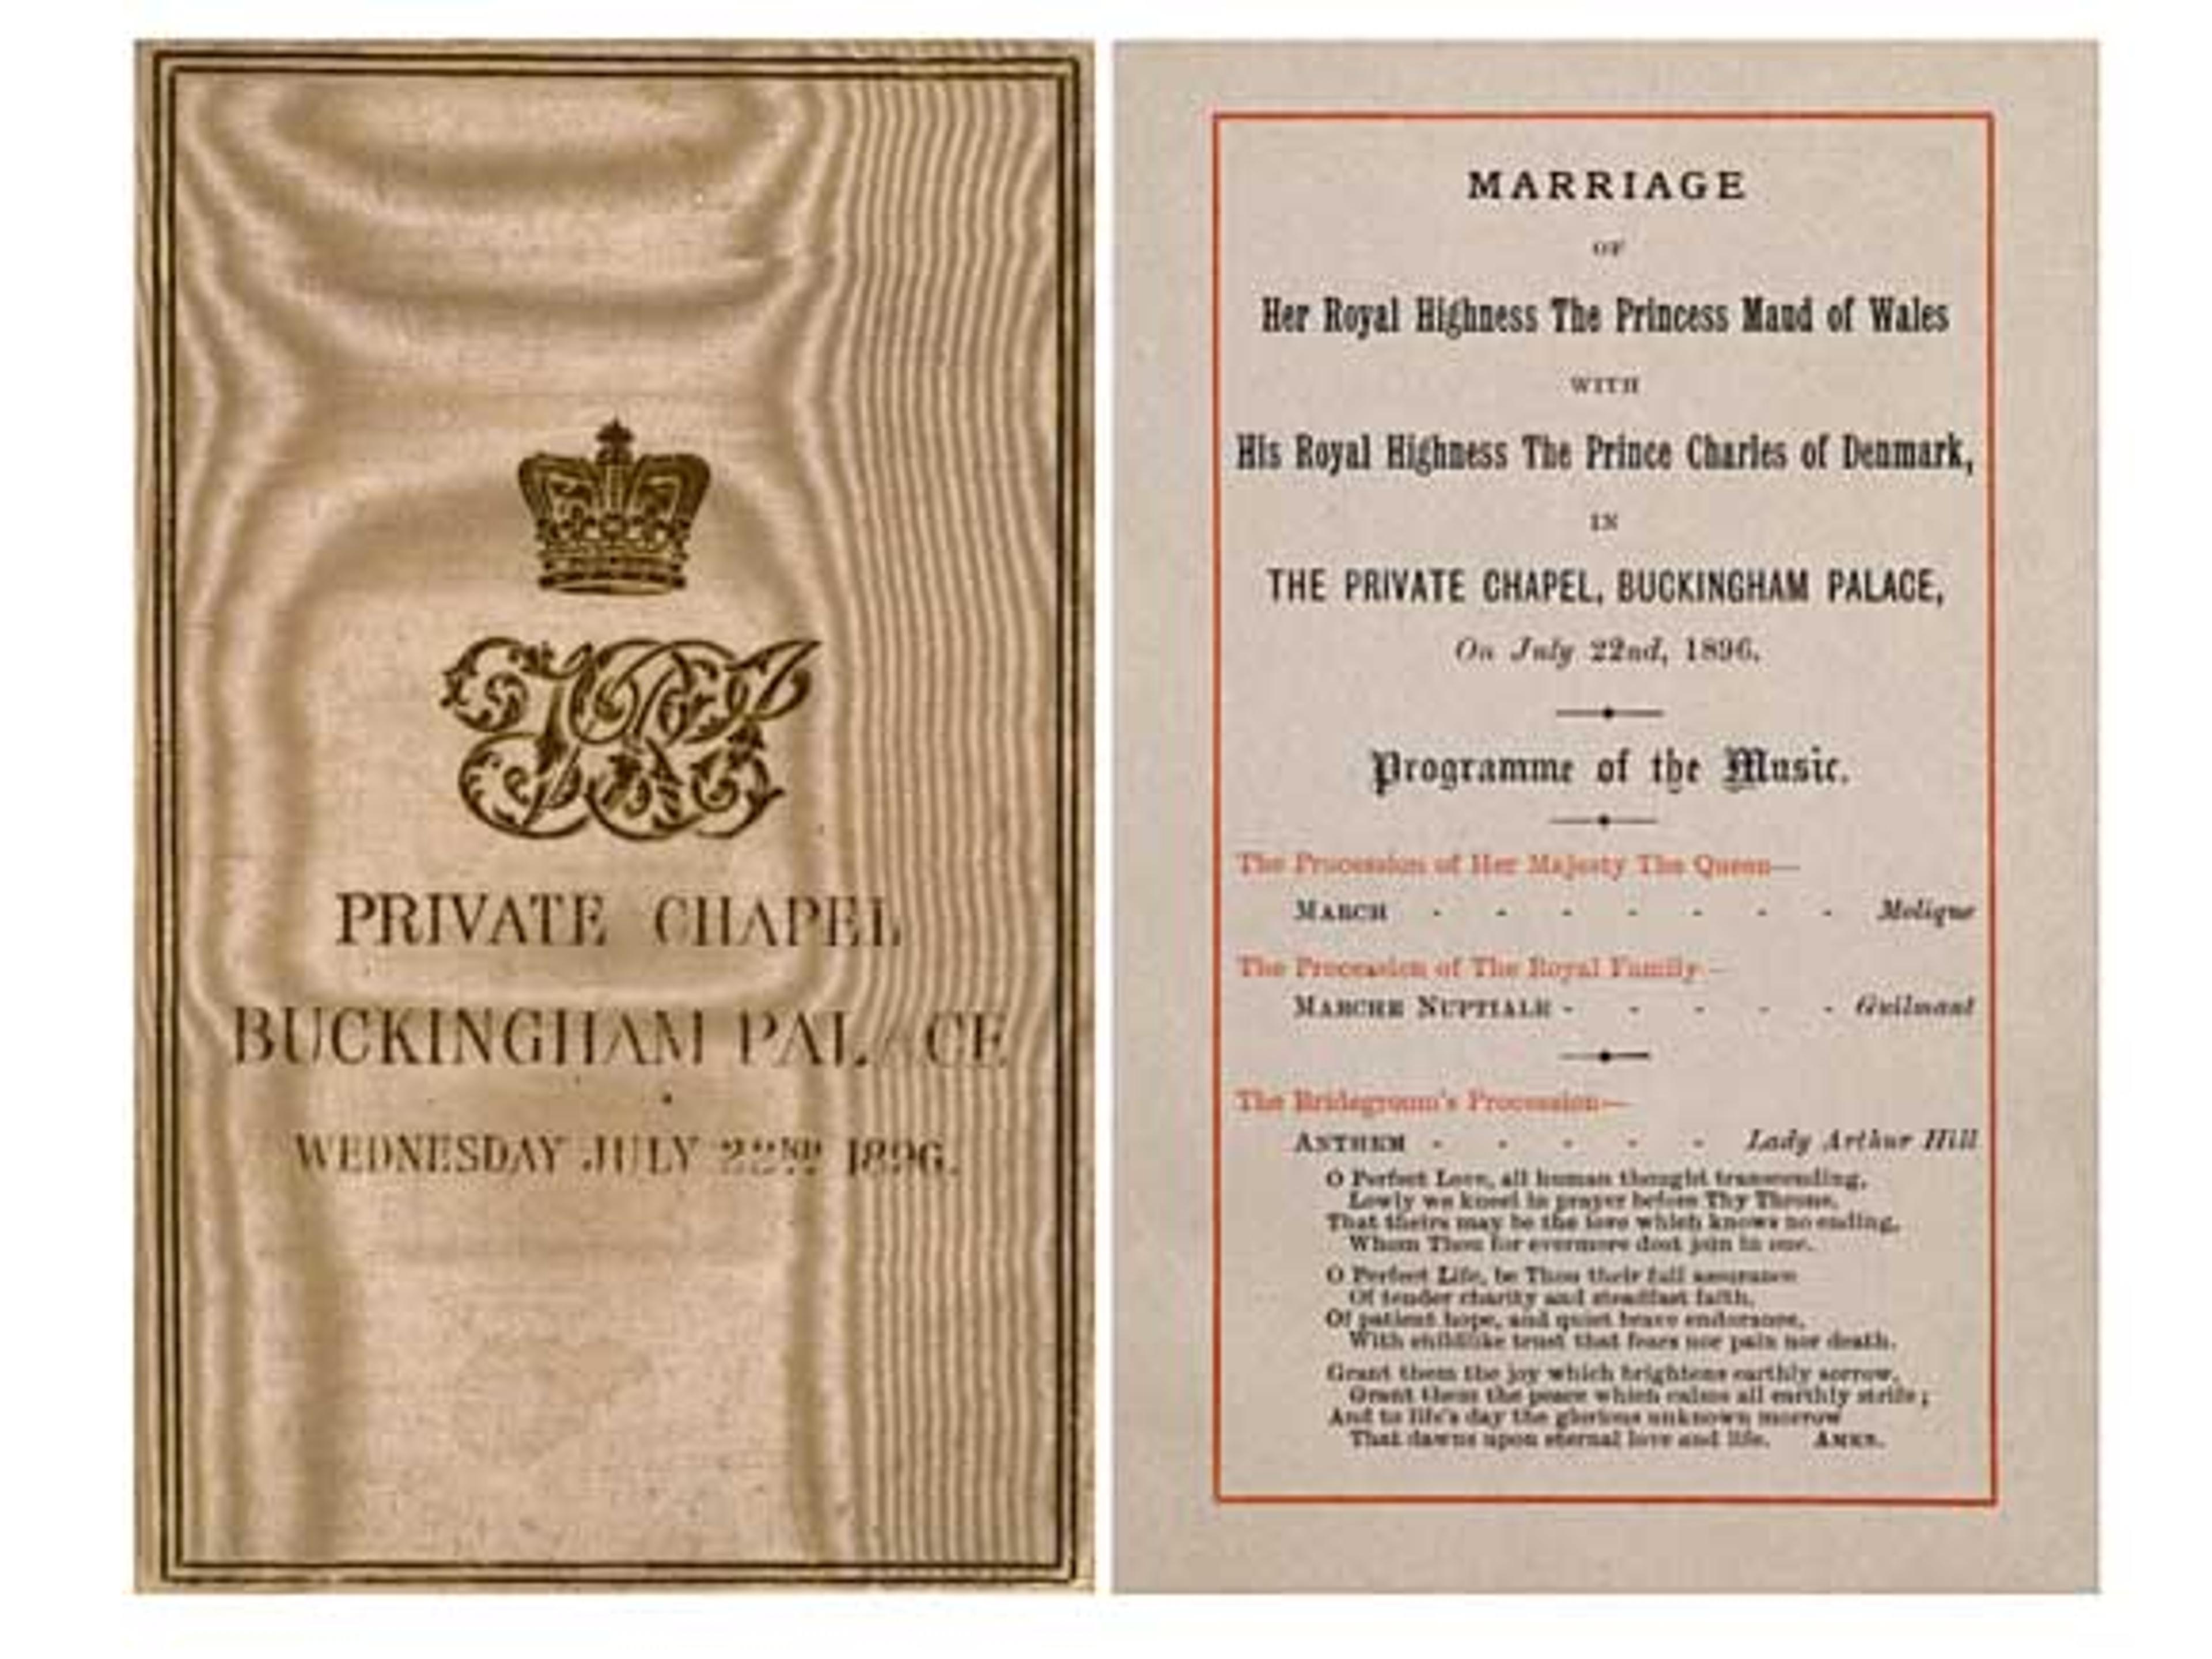 PRIVATE CHAPEL
BUCKINGHAM PALACE
WEDNESDAY JULY 22ND 1896.
MARRIAGE
OF
Her Royal Highness The Princess Maud of Wales
WITH
His Royal Highness The Prince Charles of Denmark,
IN
THE PRIVATE CHAPEL, BUCKINGHAM PALACE,
On July 22nd, 1896.
Programme of the Music.
The Procession of Her Majesty The Queen—
MARCH - - - - - - - Molique
The Procession of The Royal Family—
MARCHE NUPTIALE - - - - - Guilmant
The Bridegroom's Procession—
ANTHEM - - - - - Lady Arthur Hill
O Perfect Love, all human thought transcending,
Lowly we kneel in prayer before Thy Throne,
That theirs may be the love which knows no ending,
Whom Thou for evermore dost join in one.
O Perfect Life, be Thou their full assurance
Of tender charity and steadfast faith,
Of patient hope, and quiet brave endurance,
With childlike trust that fears nor pain nor death.
Grant them the joy which brightens earthly sorrow,
Grant them the peace which calms all earthly strife;
And to life's day the glorious unknown morrow
That dawns upon eternal love and life. AMEN.